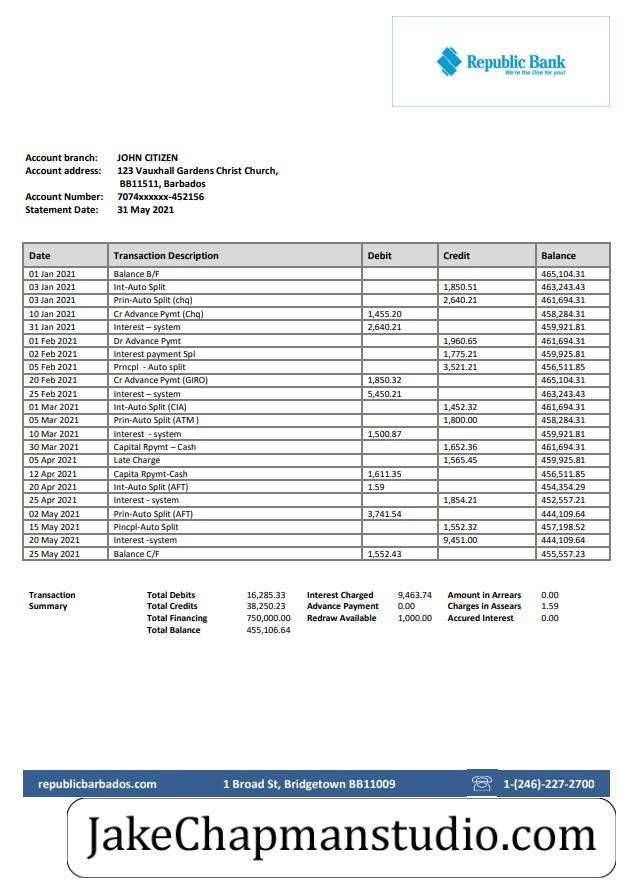 Republic Bank
We're the One for you!
Account branch: JOHN CITIZEN
Account address: 123 Vauxhall Gardens Christ Church,
BB11511, Barbados
Account Number: 7074xxxxxx-452156
Statement Date: 31 May 2021
Date Transaction Description Debit Credit Balance
01 Jan 2021 Balance B/F 465,104.31
03 Jan 2021 Int-Auto Split 1,850.51 463,243.43
03 Jan 2021 Prin-Auto Split (chq) 2,640.21 461,694.31
10 Jan 2021 Cr Advance Pymt (Chq) 1,455.20 458,284.31
31 Jan 2021 Interest – system 2,640.21 459,921.81
01 Feb 2021 Dr Advance Pymt 1,960.65 461,694.31
02 Feb 2021 Interest payment Spl 1,775.21 459,925.81
05 Feb 2021 Prncpl - Auto split 3,521.21 456,511.85
20 Feb 2021 Cr Advance Pymt (GIRO) 1,850.32 465,104.31
25 Feb 2021 Interest – system 5,450.21 463,243.43
01 Mar 2021 Int-Auto Split (CIA) 1,452.32 461,694.31
05 Mar 2021 Prin-Auto Split (ATM ) 1,800.00 458,284.31
10 Mar 2021 Interest - system 1,500.87 459,921.81
30 Mar 2021 Capital Rpymt – Cash 1,652.36 461,694.31
05 Apr 2021 Late Charge 1,565.45 459,925.81
12 Apr 2021 Capita Rpymt-Cash 1,611.35 456,511.85
20 Apr 2021 Int-Auto Split (AFT) 1.59 454,354.29
25 Apr 2021 Interest - system 1,854.21 452,557.21
02 May 2021 Prin-Auto Split (AFT) 3,741.54 444,109.64
15 May 2021 Pincpl-Auto Split 1,552.32 457,198.52
20 May 2021 Interest -system 9,451.00 444,109.64
25 May 2021 Balance C/F 1,552.43 455,557.23
Transaction Total Debits 16,285.33 Interest Charged 9,463.74 Amount in Arrears 0.00
Summary Total Credits 38,250.23 Advance Payment 0.00 Charges in Assears 1.59
Total Financing 750,000.00 Redraw Available 1,000.00 Accured Interest 0.00
Total Balance 455,106.64
republicbarbados.com 1 Broad St, Bridgetown BB11009 1-(246)-227-2700
JakeChapmanstudio.com